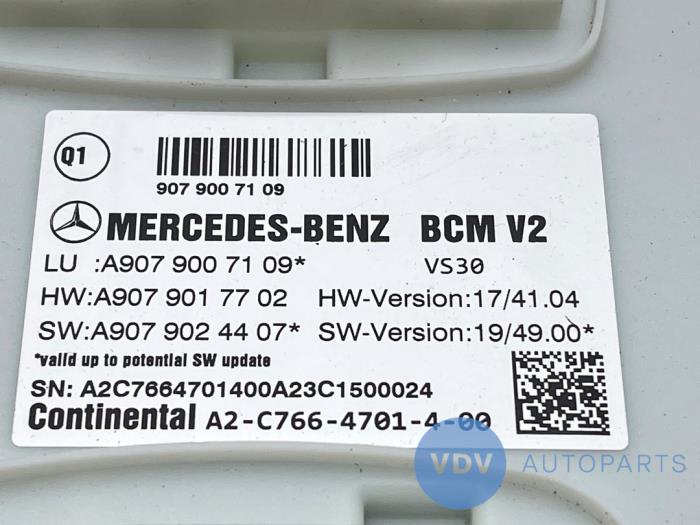 Q1
907 900 71 09
MERCEDES-BENZ BCM V2
LU :A907 900 71 09* VS30
HW:A907 901 77 02 HW-Version:17/41.04
SW:A907 902 44 07* SW-Version:19/49.00*
*valid up to potential SW update
SN: A2C7664701400A23C1500024
Continental A2-C766-4701-4-00
VDV AUTOPARTS